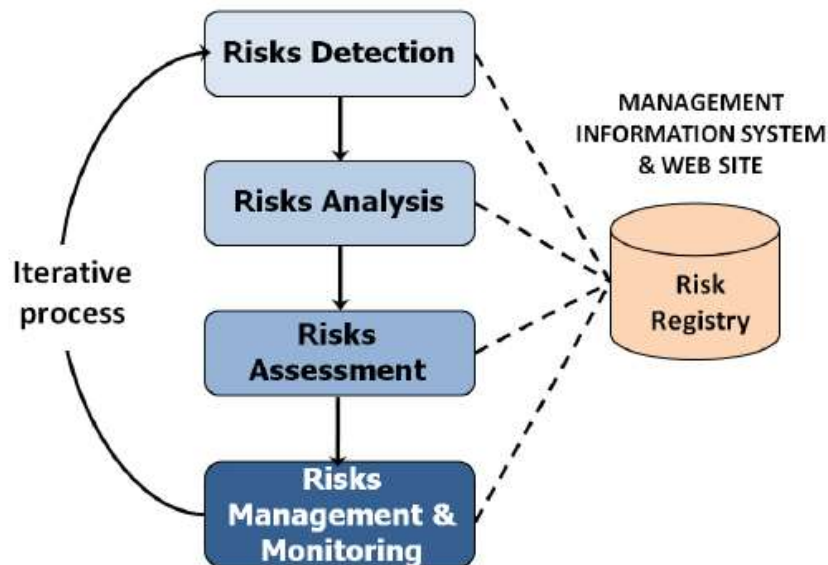 Risks Detection
Risks Analysis
Risks
Assessment
Risks
Management &
Monitoring
Iterative
process
MANAGEMENT
INFORMATION SYSTEM
& WEB SITE
Risk
Registry